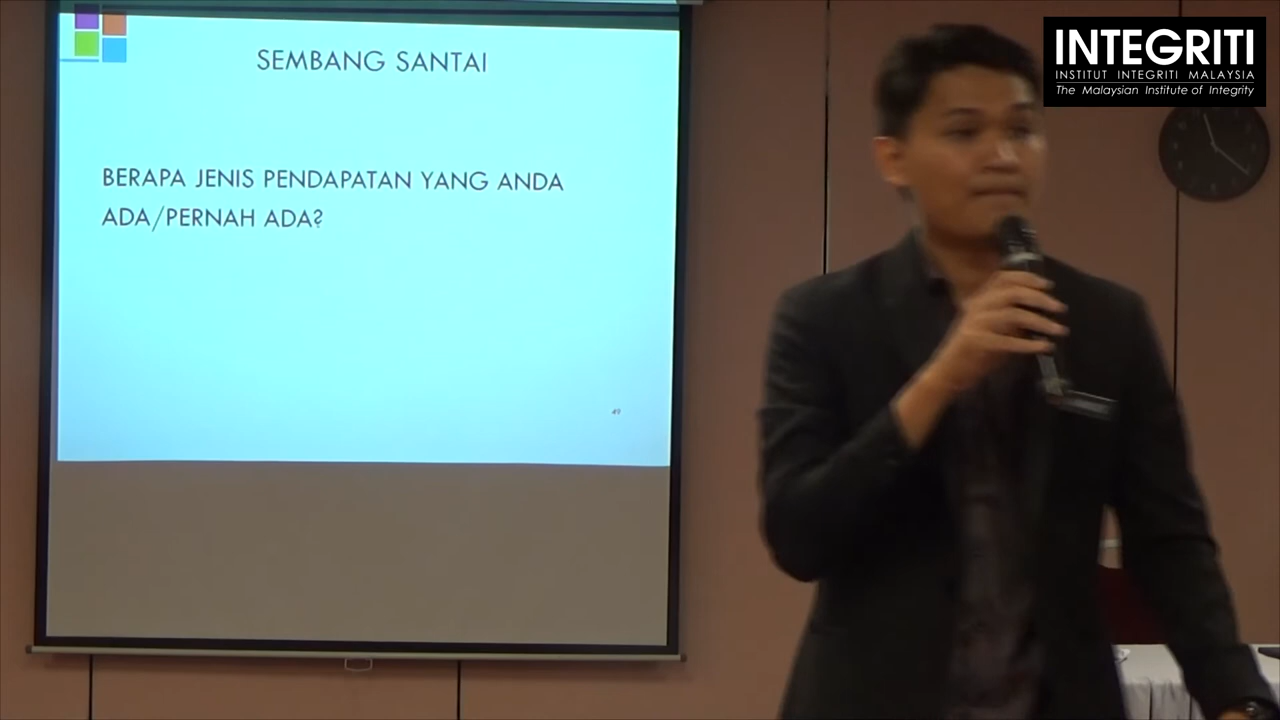 SEMBANG SANTAI
BERAPA JENIS PENDAPATAN YANG ANDA
ADA/PERNAH ADA?
49
INTEGRITI
INSTITUT INTEGRITI MALAYSIA
The Malaysian Institute of Integrity